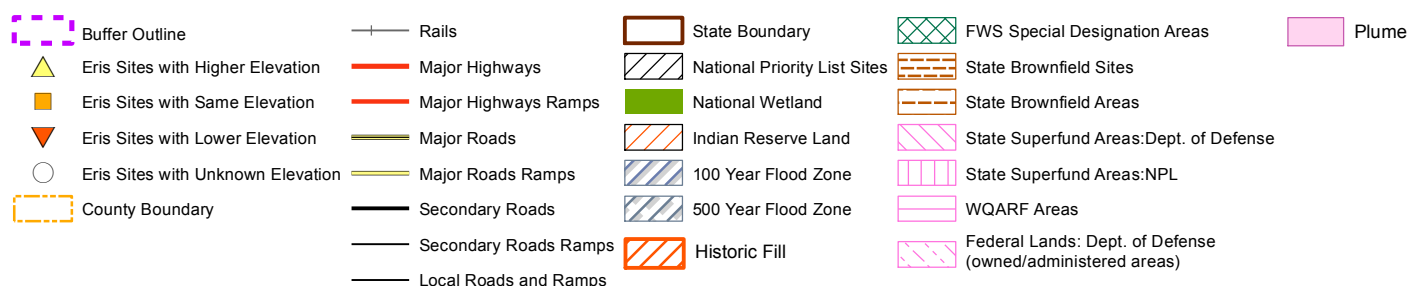 Buffer Outline
Eris Sites with Higher Elevation
Eris Sites with Same Elevation
Eris Sites with Lower Elevation
Eris Sites with Unknown Elevation
County Boundary
Rails
Major Highways
Major Highways Ramps
Major Roads
Major Roads Ramps
Secondary Roads
Secondary Roads Ramps
Local Roads and Ramps
State Boundary
National Priority List Sites
National Wetland
Indian Reserve Land
100 Year Flood Zone
500 Year Flood Zone
Historic Fill
FWS Special Designation Areas
State Brownfield Sites
State Brownfield Areas
State Superfund Areas:Dept. of Defense
State Superfund Areas:NPL
WQARF Areas
Federal Lands: Dept. of Defense
(owned/administered areas)
Plume